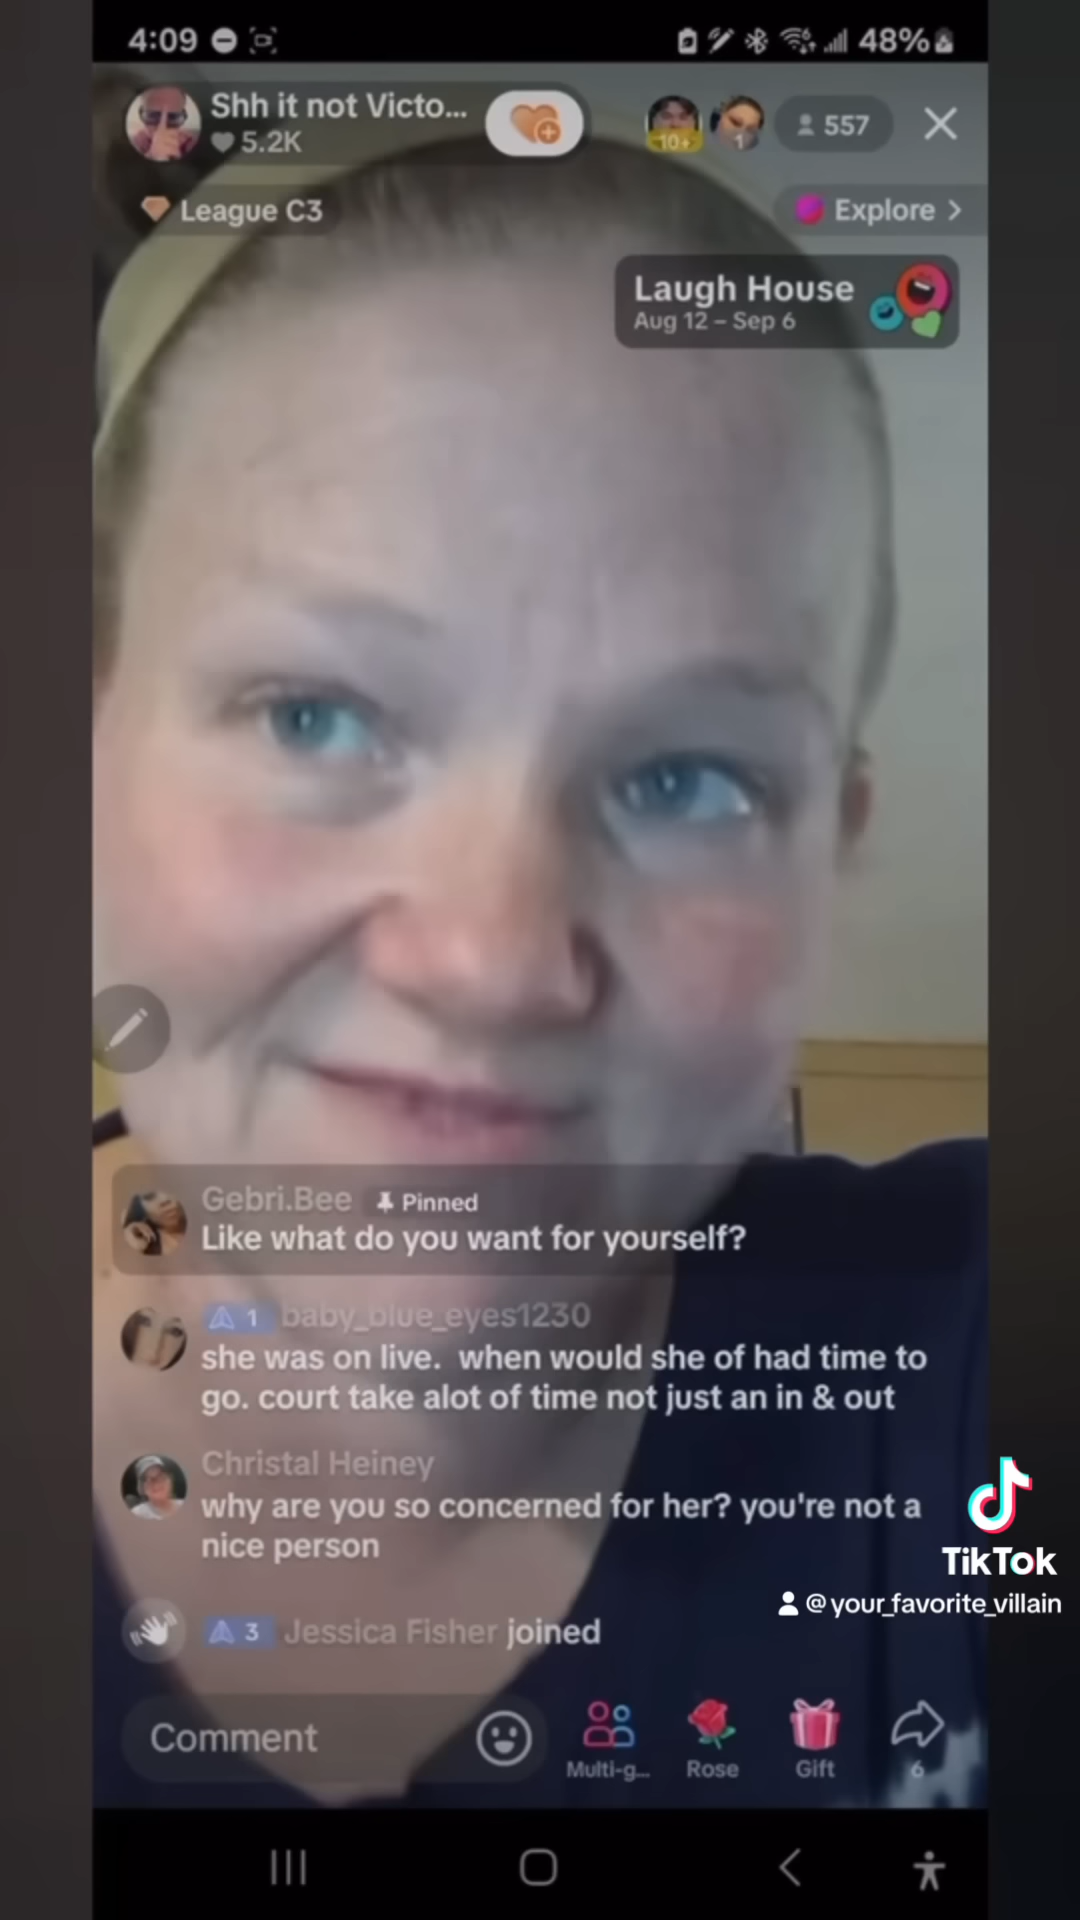 4:09
48%
Shh it not Victo...
5.2K
10+
1
557
League C3
Explore >
Laugh House
Aug 12 – Sep 6
Gebri.Bee Pinned
Like what do you want for yourself?
1 baby_blue_eyes1230
she was on live. when would she of had time to
go. court take alot of time not just an in & out
Christal Heiney
why are you so concerned for her? you're not a
nice person
3 Jessica Fisher joined
TikTok
@your_favorite_villain
Comment
Multi-g...
Rose
Gift
6